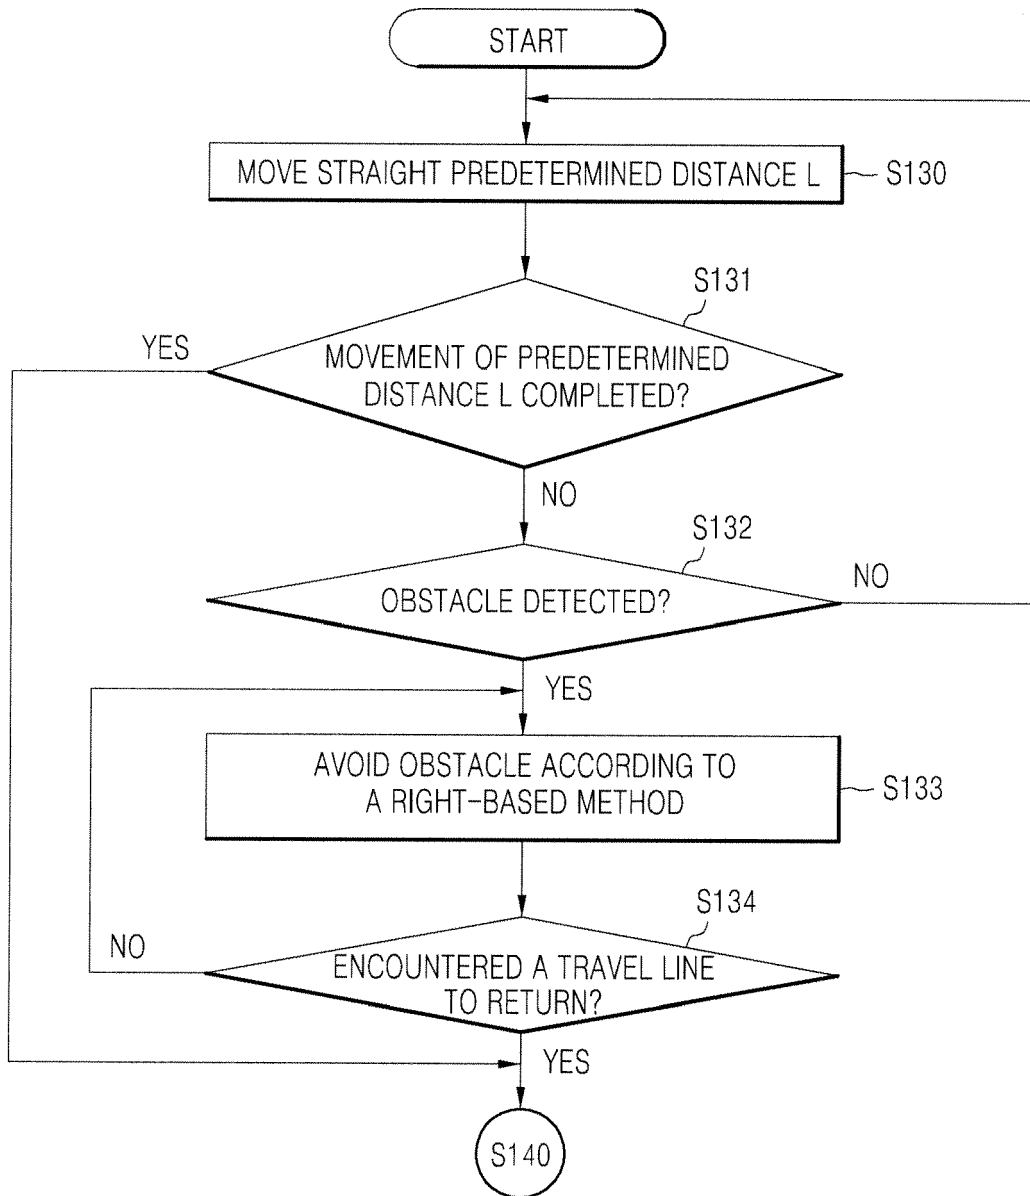 START
MOVE STRAIGHT PREDETERMINED DISTANCE L
S130
S131
YES
MOVEMENT OF PREDETERMINED
DISTANCE L COMPLETED?
NO
S132
OBSTACLE DETECTED?
NO
YES
AVOID OBSTACLE ACCORDING TO
A RIGHT-BASED METHOD
S133
S134
NO
ENCOUNTERED A TRAVEL LINE
TO RETURN?
YES
S140